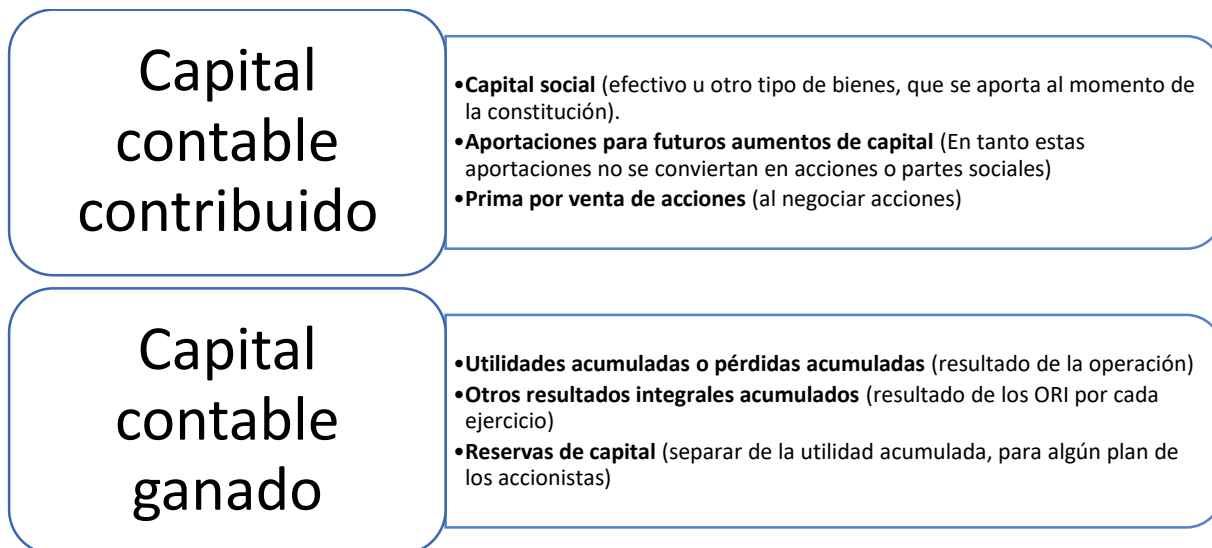 Capital
contable
contribuido
•Capital social (efectivo u otro tipo de bienes, que se aporta al momento de
la constitución).
•Aportaciones para futuros aumentos de capital (En tanto estas
aportaciones no se conviertan en acciones o partes sociales)
•Prima por venta de acciones (al negociar acciones)
Capital
contable
ganado
•Utilidades acumuladas o pérdidas acumuladas (resultado de la operación)
•Otros resultados integrales acumulados (resultado de los ORI por cada
ejercicio)
•Reservas de capital (separar de la utilidad acumulada, para algún plan de
los accionistas)